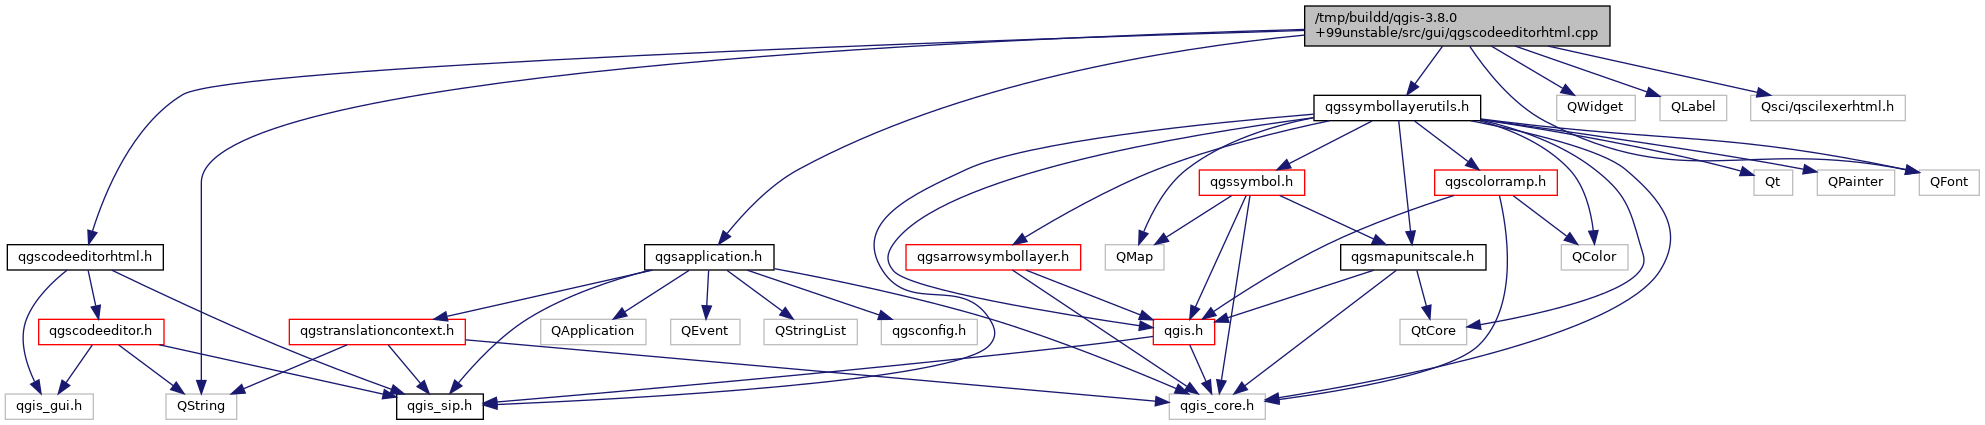 /tmp/buildd/qgis-3.8.0
+99unstable/src/gui/qgscodeeditorhtml.cpp
qgssymbollayerutils.h
QWidget
QLabel
Qsci/qscilexerhtml.h
qgssymbol.h
qgscolorramp.h
Qt
QPainter
QFont
qgscodeeditorhtml.h
qgsapplication.h
qgsarrowsymbollayer.h
QMap
qgsmapunitscale.h
QColor
qgscodeeditor.h
qgstranslationcontext.h
QApplication
QEvent
QStringList
qgsconfig.h
qgis.h
QtCore
qgis_gui.h
QString
qgis_sip.h
qgis_core.h